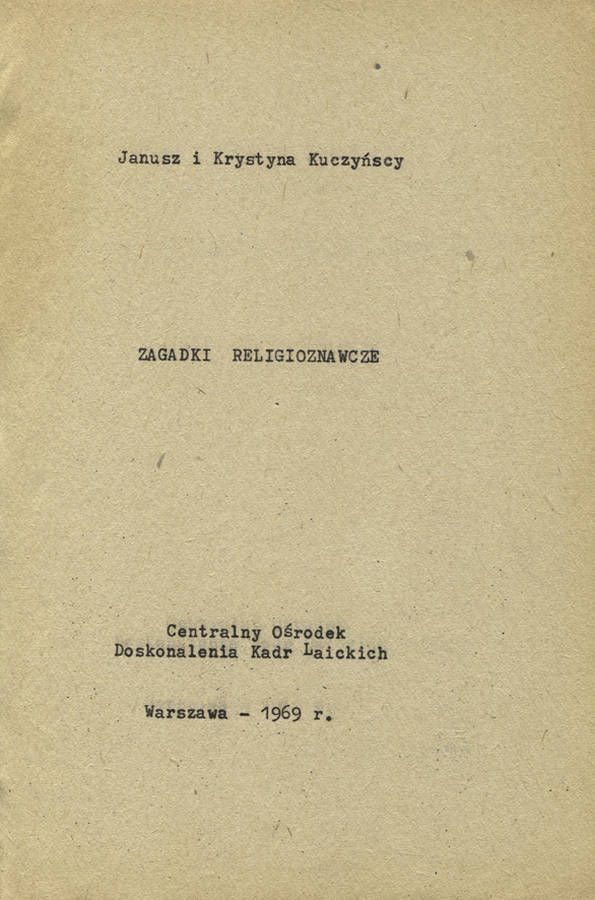 Janusz i Krystyna Kuczyńscy
ZAGADKI RELIGIOZNAWCZE
Centralny Ośrodek
Doskonalenia Kadr Laickich
Warszawa - 1969 r.